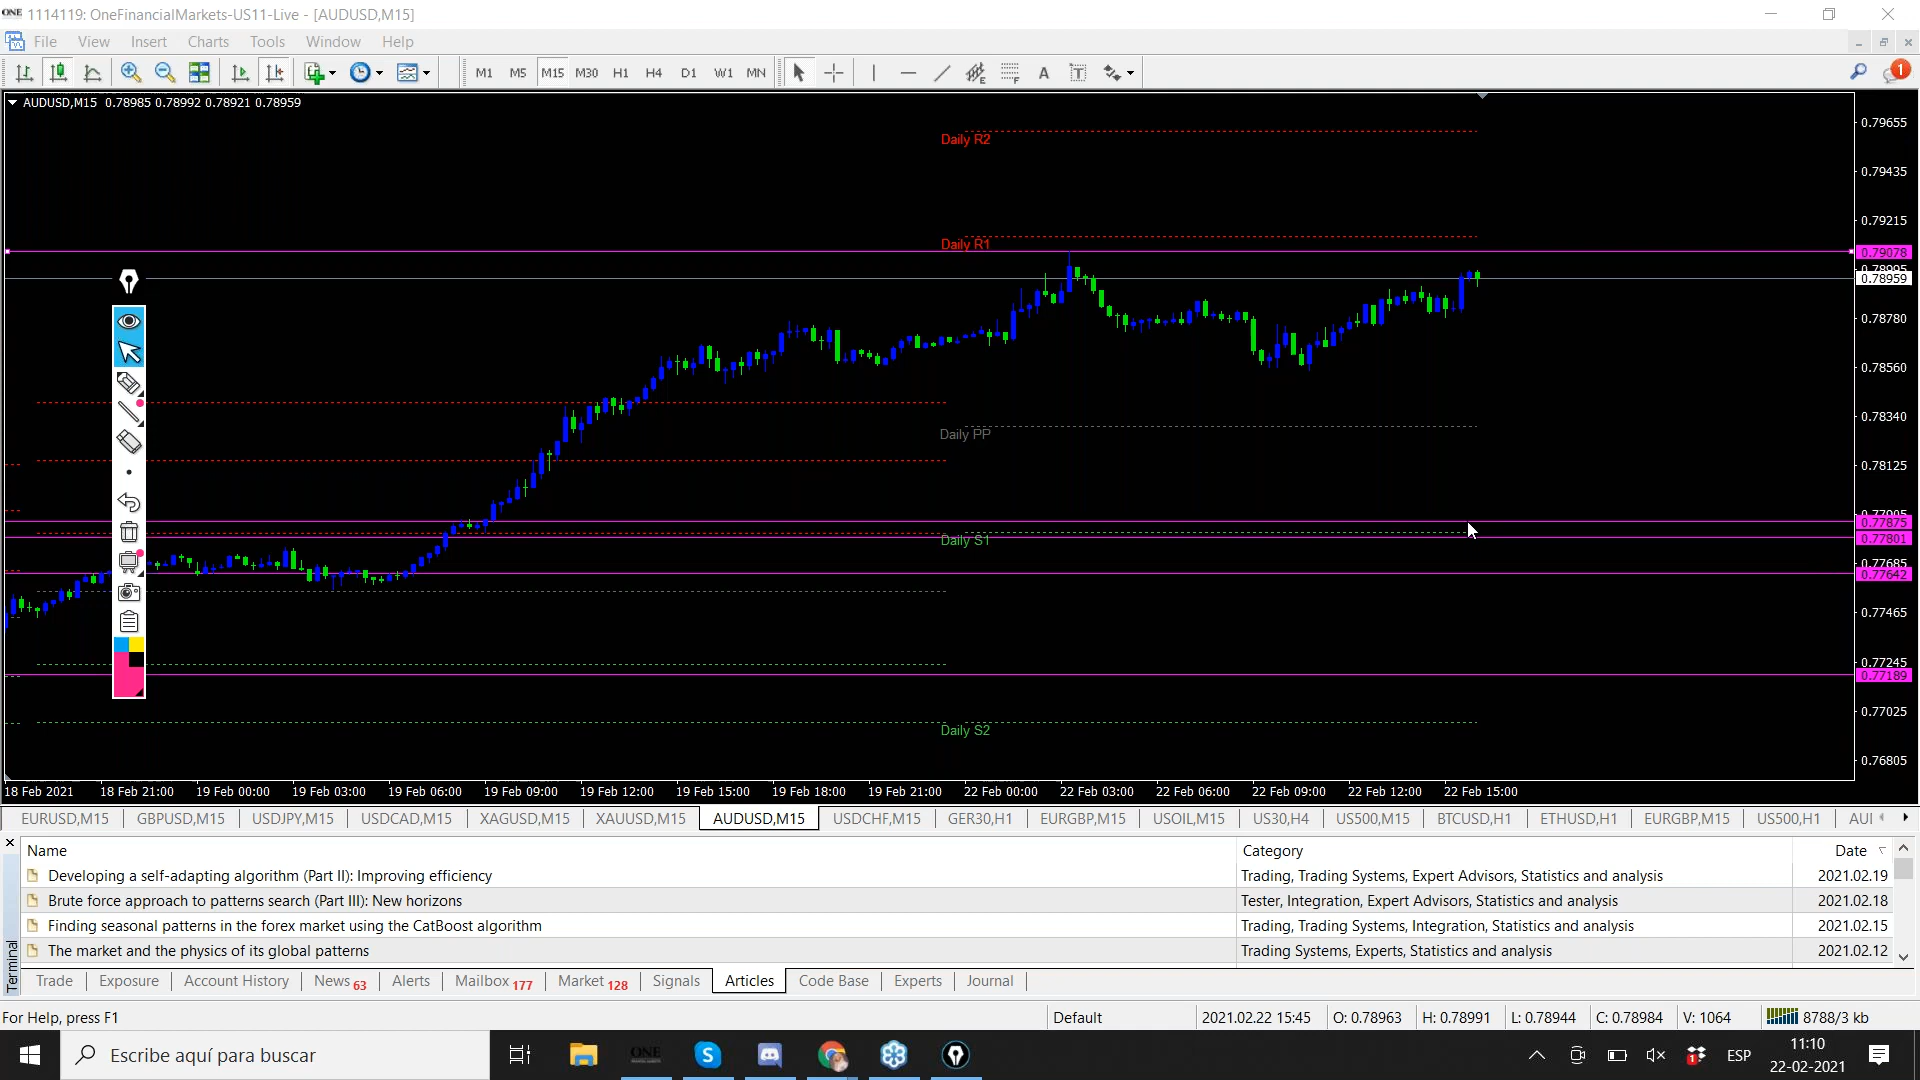 ONE 1114119: OneFinancialMarkets-US11-Live - [AUDUSD,M15]
File View Insert Charts Tools Window Help
M1 M5 M15 M30 H1 H4 D1 W1 MN E F A T 1
AUDUSD,M15 0.78985 0.78992 0.78921 0.78959
0.79655
Daily R2
0.79435
0.79215
Daily R1
0.79078
0.78959
0.78780
0.78560
0.78340
Daily PP
0.78125
0.77875
0.77801
Daily S1
0.77685
0.77642
0.77465
0.77245
0.77189
0.77025
Daily S2
0.76805
18 Feb 2021 18 Feb 21:00 19 Feb 00:00 19 Feb 03:00 19 Feb 06:00 19 Feb 09:00 19 Feb 12:00 19 Feb 15:00 19 Feb 18:00 19 Feb 21:00 22 Feb 00:00 22 Feb 03:00 22 Feb 06:00 22 Feb 09:00 22 Feb 12:00 22 Feb 15:00
EURUSD,M15 GBPUSD,M15 USDJPY,M15 USDCAD,M15 XAGUSD,M15 XAUUSD,M15 AUDUSD,M15 USDCHF,M15 GER30,H1 EURGBP,M15 USOIL,M15 US30,H4 US500,M15 BTCUSD,H1 ETHUSD,H1 EURGBP,M15 US500,H1 AUI
Name Category Date
Developing a self-adapting algorithm (Part II): Improving efficiency Trading, Trading Systems, Expert Advisors, Statistics and analysis 2021.02.19
Brute force approach to patterns search (Part III): New horizons Tester, Integration, Expert Advisors, Statistics and analysis 2021.02.18
Finding seasonal patterns in the forex market using the CatBoost algorithm Trading, Trading Systems, Integration, Statistics and analysis 2021.02.15
The market and the physics of its global patterns Trading Systems, Experts, Statistics and analysis 2021.02.12
Terminal
Trade Exposure Account History News 63 Alerts Mailbox 177 Market 128 Signals Articles Code Base Experts Journal
For Help, press F1 Default 2021.02.22 15:45 O: 0.78963 H: 0.78991 L: 0.78944 C: 0.78984 V: 1064 8788/3 kb
Escribe aquí para buscar ONE 1 ESP 11:10
22-02-2021